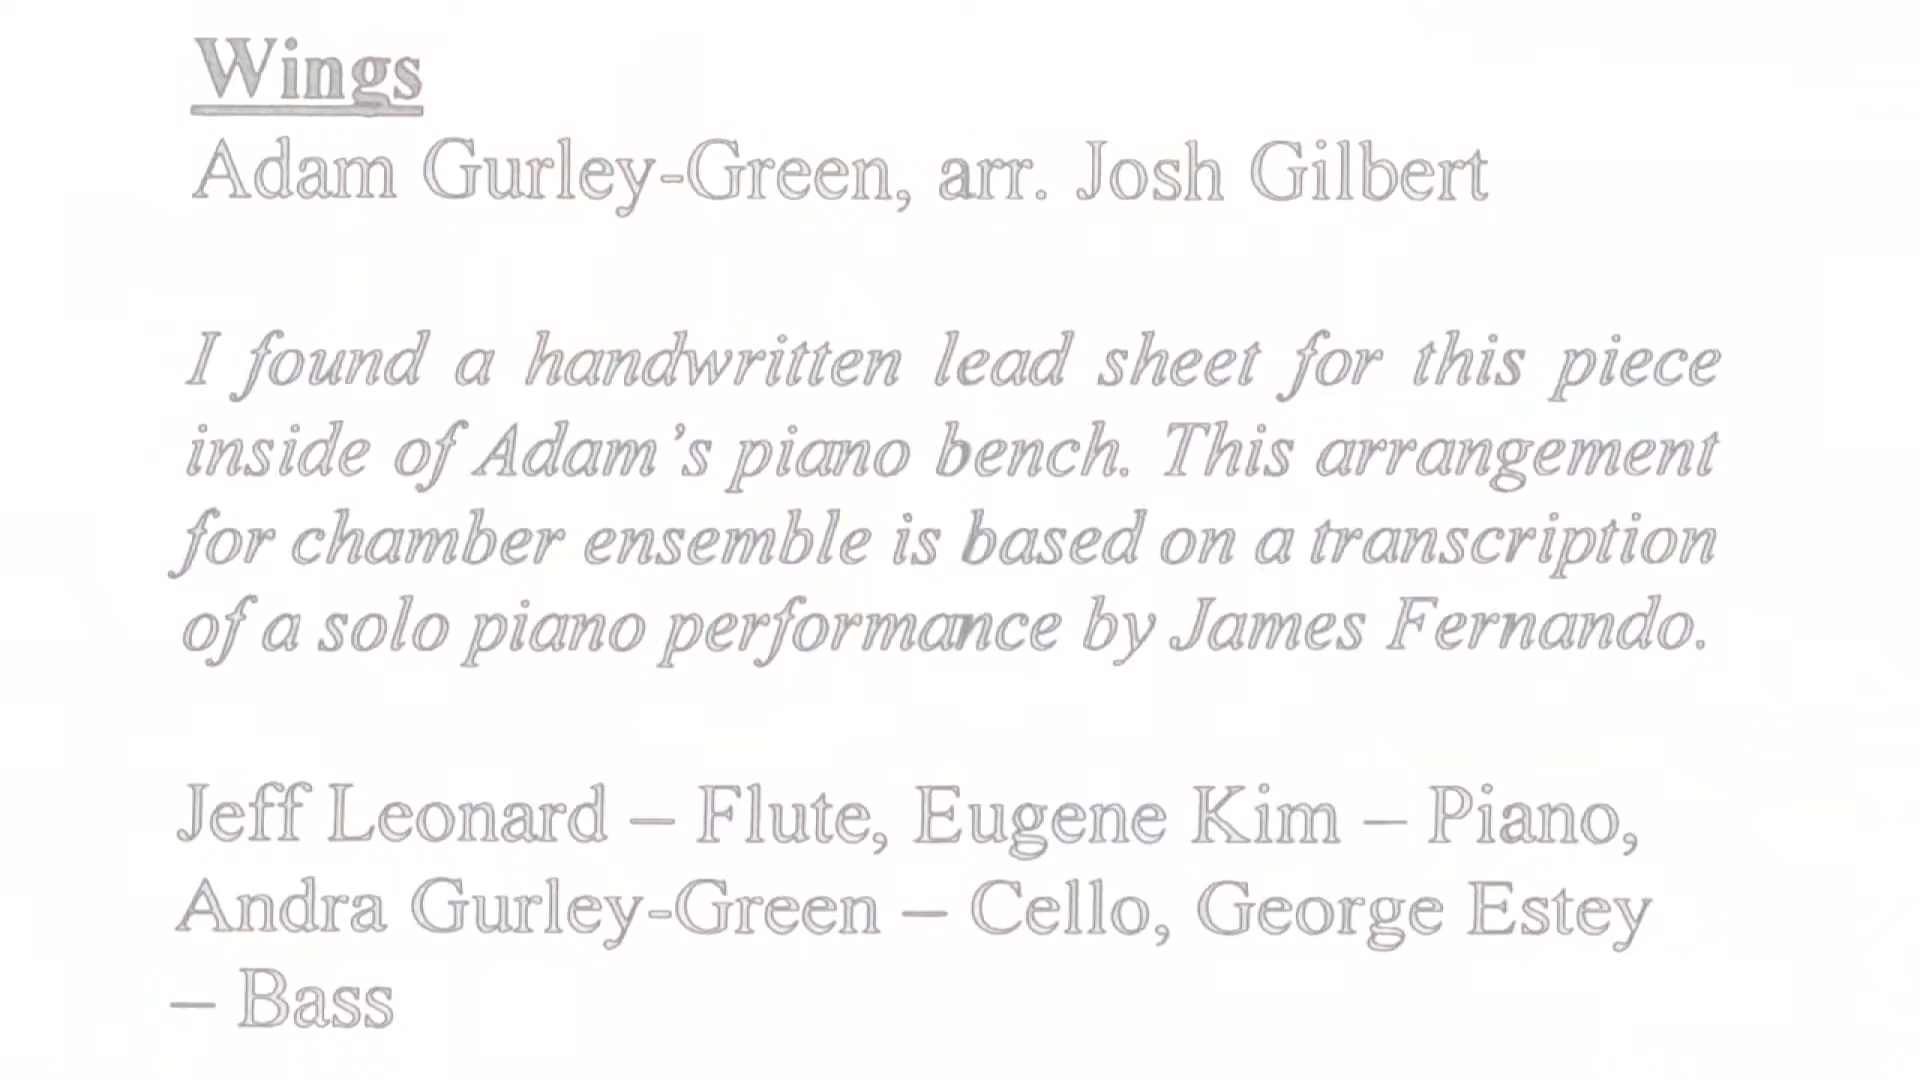 Wings
Adam Gurley-Green, arr. Josh Gilbert
I found a handwritten lead sheet for this piece
inside of Adam's piano bench. This arrangement
for chamber ensemble is based on a transcription
of a solo piano performance by James Fernando.
Jeff Leonard – Flute, Eugene Kim – Piano,
Andra Gurley-Green – Cello, George Estey
– Bass